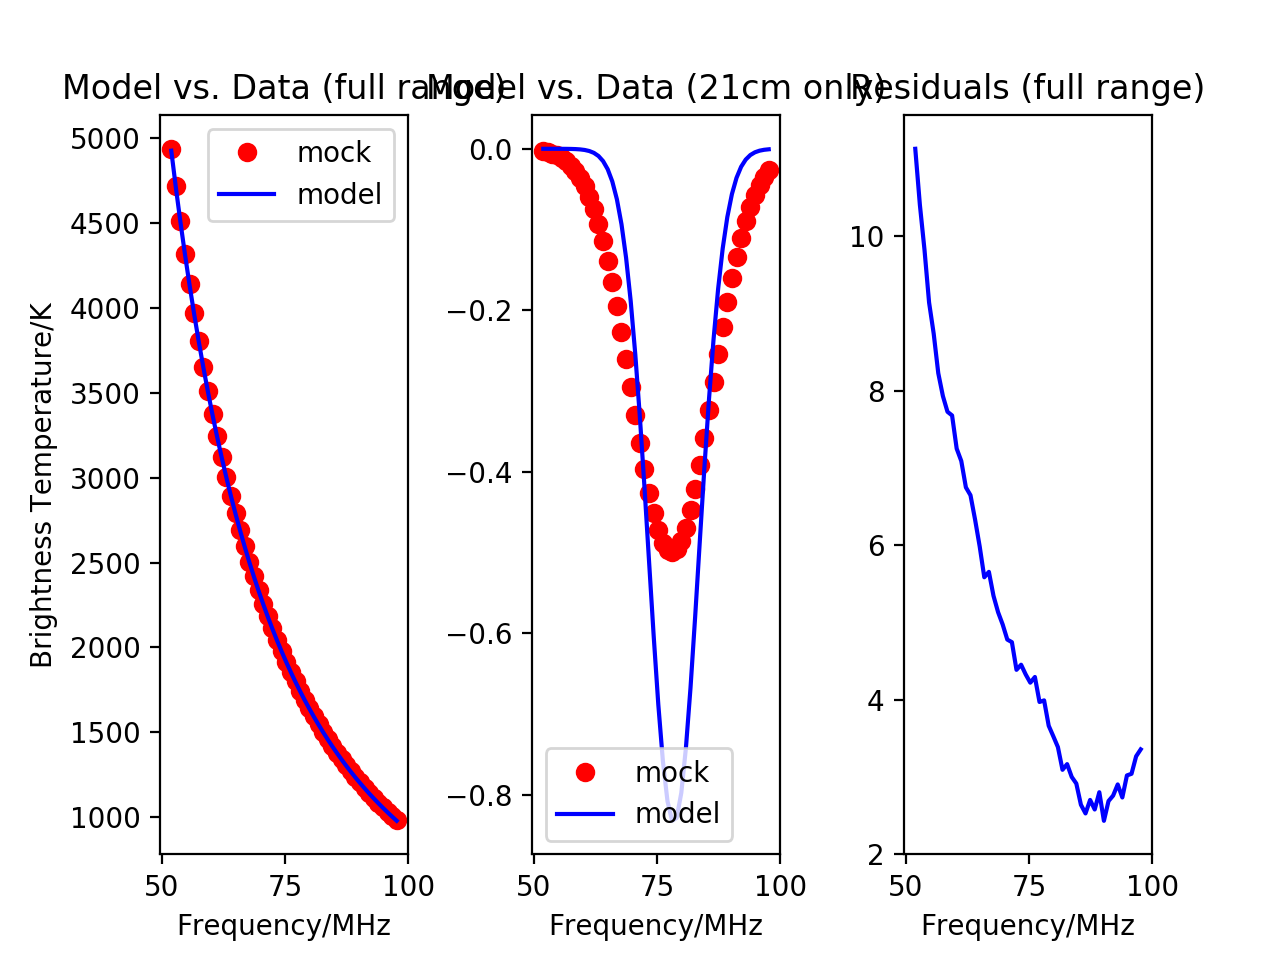 Model vs. Data (full range)
Model vs. Data (21cm only)
Residuals (full range)
Brightness Temperature/K
5000
4500
4000
3500
3000
2500
2000
1500
1000
mock
model
50
75
100
Frequency/MHz
0.0
−0.2
−0.4
−0.6
−0.8
mock
model
50
75
100
Frequency/MHz
10
8
6
4
2
50
75
100
Frequency/MHz